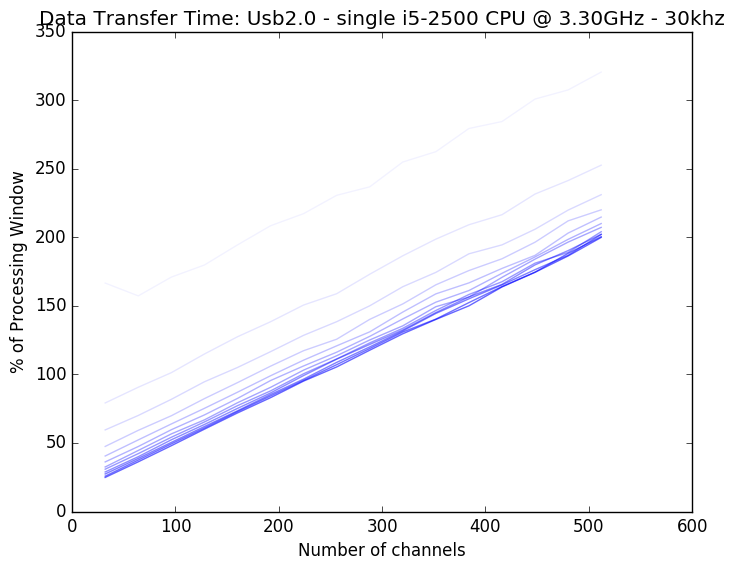 Data Transfer Time: Usb2.0 - single i5-2500 CPU @ 3.30GHz - 30khz
350
300
250
200
150
100
50
0
% of Processing Window
0 100 200 300 400 500 600
Number of channels